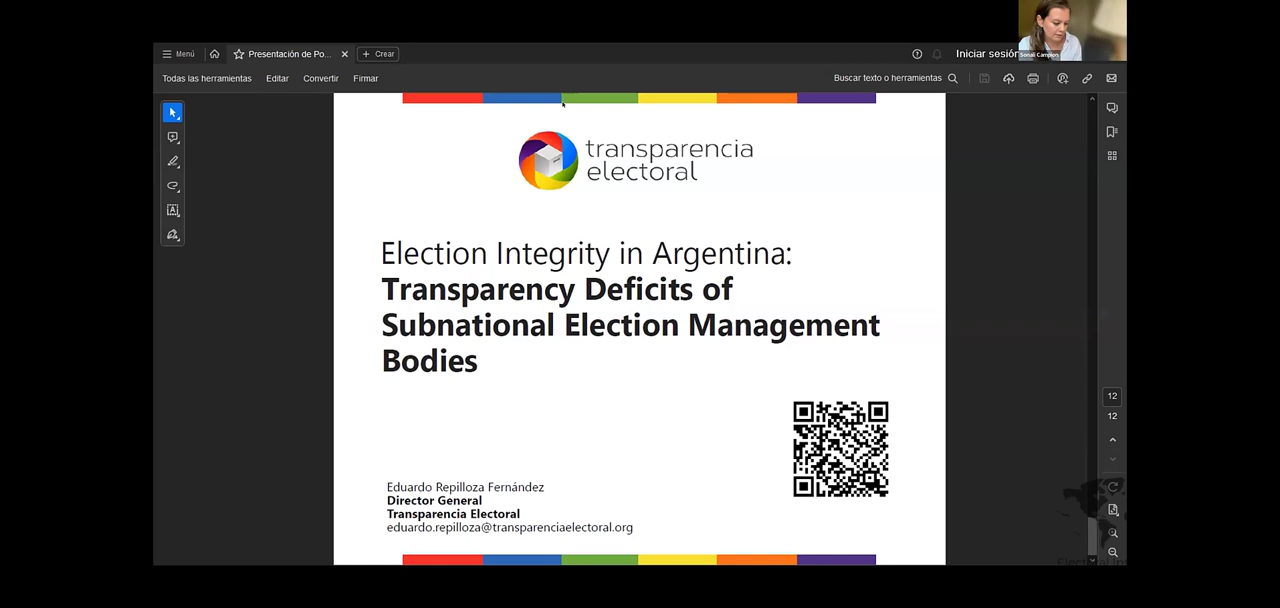 Menú
Presentación de Po...
Crear
Iniciar sesión
Sonali Campion
Todas las herramientas
Editar
Convertir
Firmar
Buscar texto o herramientas
transparencia
electoral
Election Integrity in Argentina:
Transparency Deficits of
Subnational Election Management
Bodies
12
12
Eduardo Repilloza Fernández
Director General
Transparencia Electoral
eduardo.repilloza@transparenciaelectoral.org